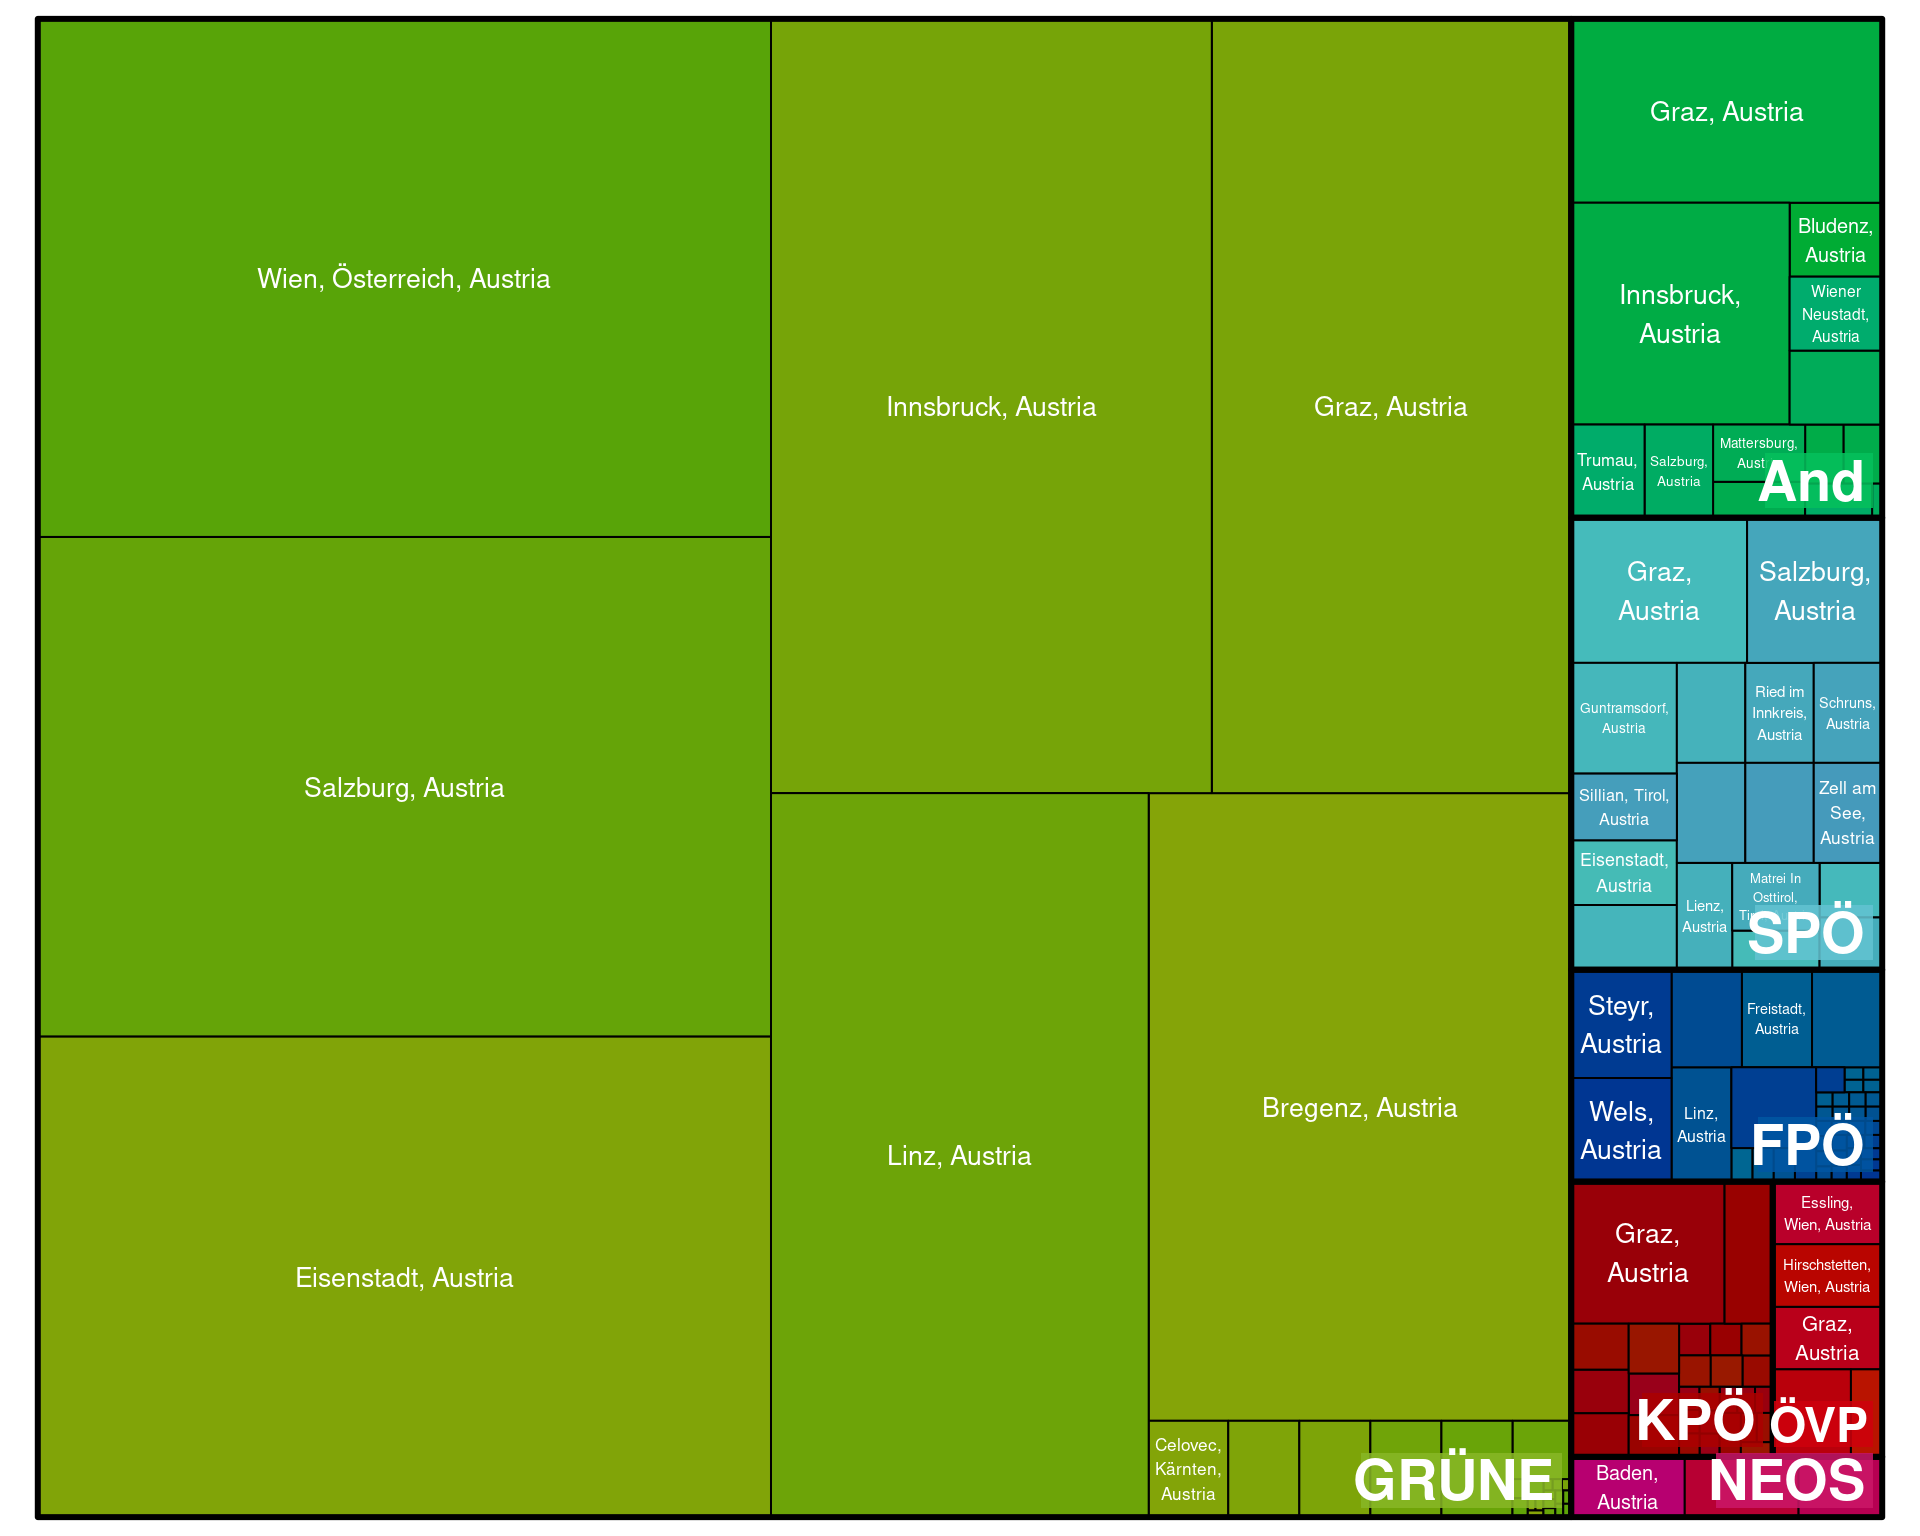 Wien, Österreich, Austria
Salzburg, Austria
Eisenstadt, Austria
Innsbruck, Austria
Graz, Austria
Linz, Austria
Bregenz, Austria
Celovec,
Kärnten,
Austria
GRÜNE
Graz, Austria
Innsbruck,
Austria
Bludenz,
Austria
Wiener
Neustadt,
Austria
Trumau,
Austria
Salzburg,
Austria
Mattersburg,
Aust
And
Graz,
Austria
Salzburg,
Austria
Guntramsdorf,
Austria
Ried im
Innkreis,
Austria
Schruns,
Austria
Sillian, Tirol,
Austria
Zell am
See,
Austria
Eisenstadt,
Austria
Lienz,
Austria
Matrei In
Osttirol,
SPÖ
Steyr,
Austria
Freistadt,
Austria
Wels,
Austria
Linz,
Austria
FPÖ
Graz,
Austria
KPÖ
Essling,
Wien, Austria
Hirschstetten,
Wien, Austria
Graz,
Austria
ÖVP
Baden,
Austria
NEOS